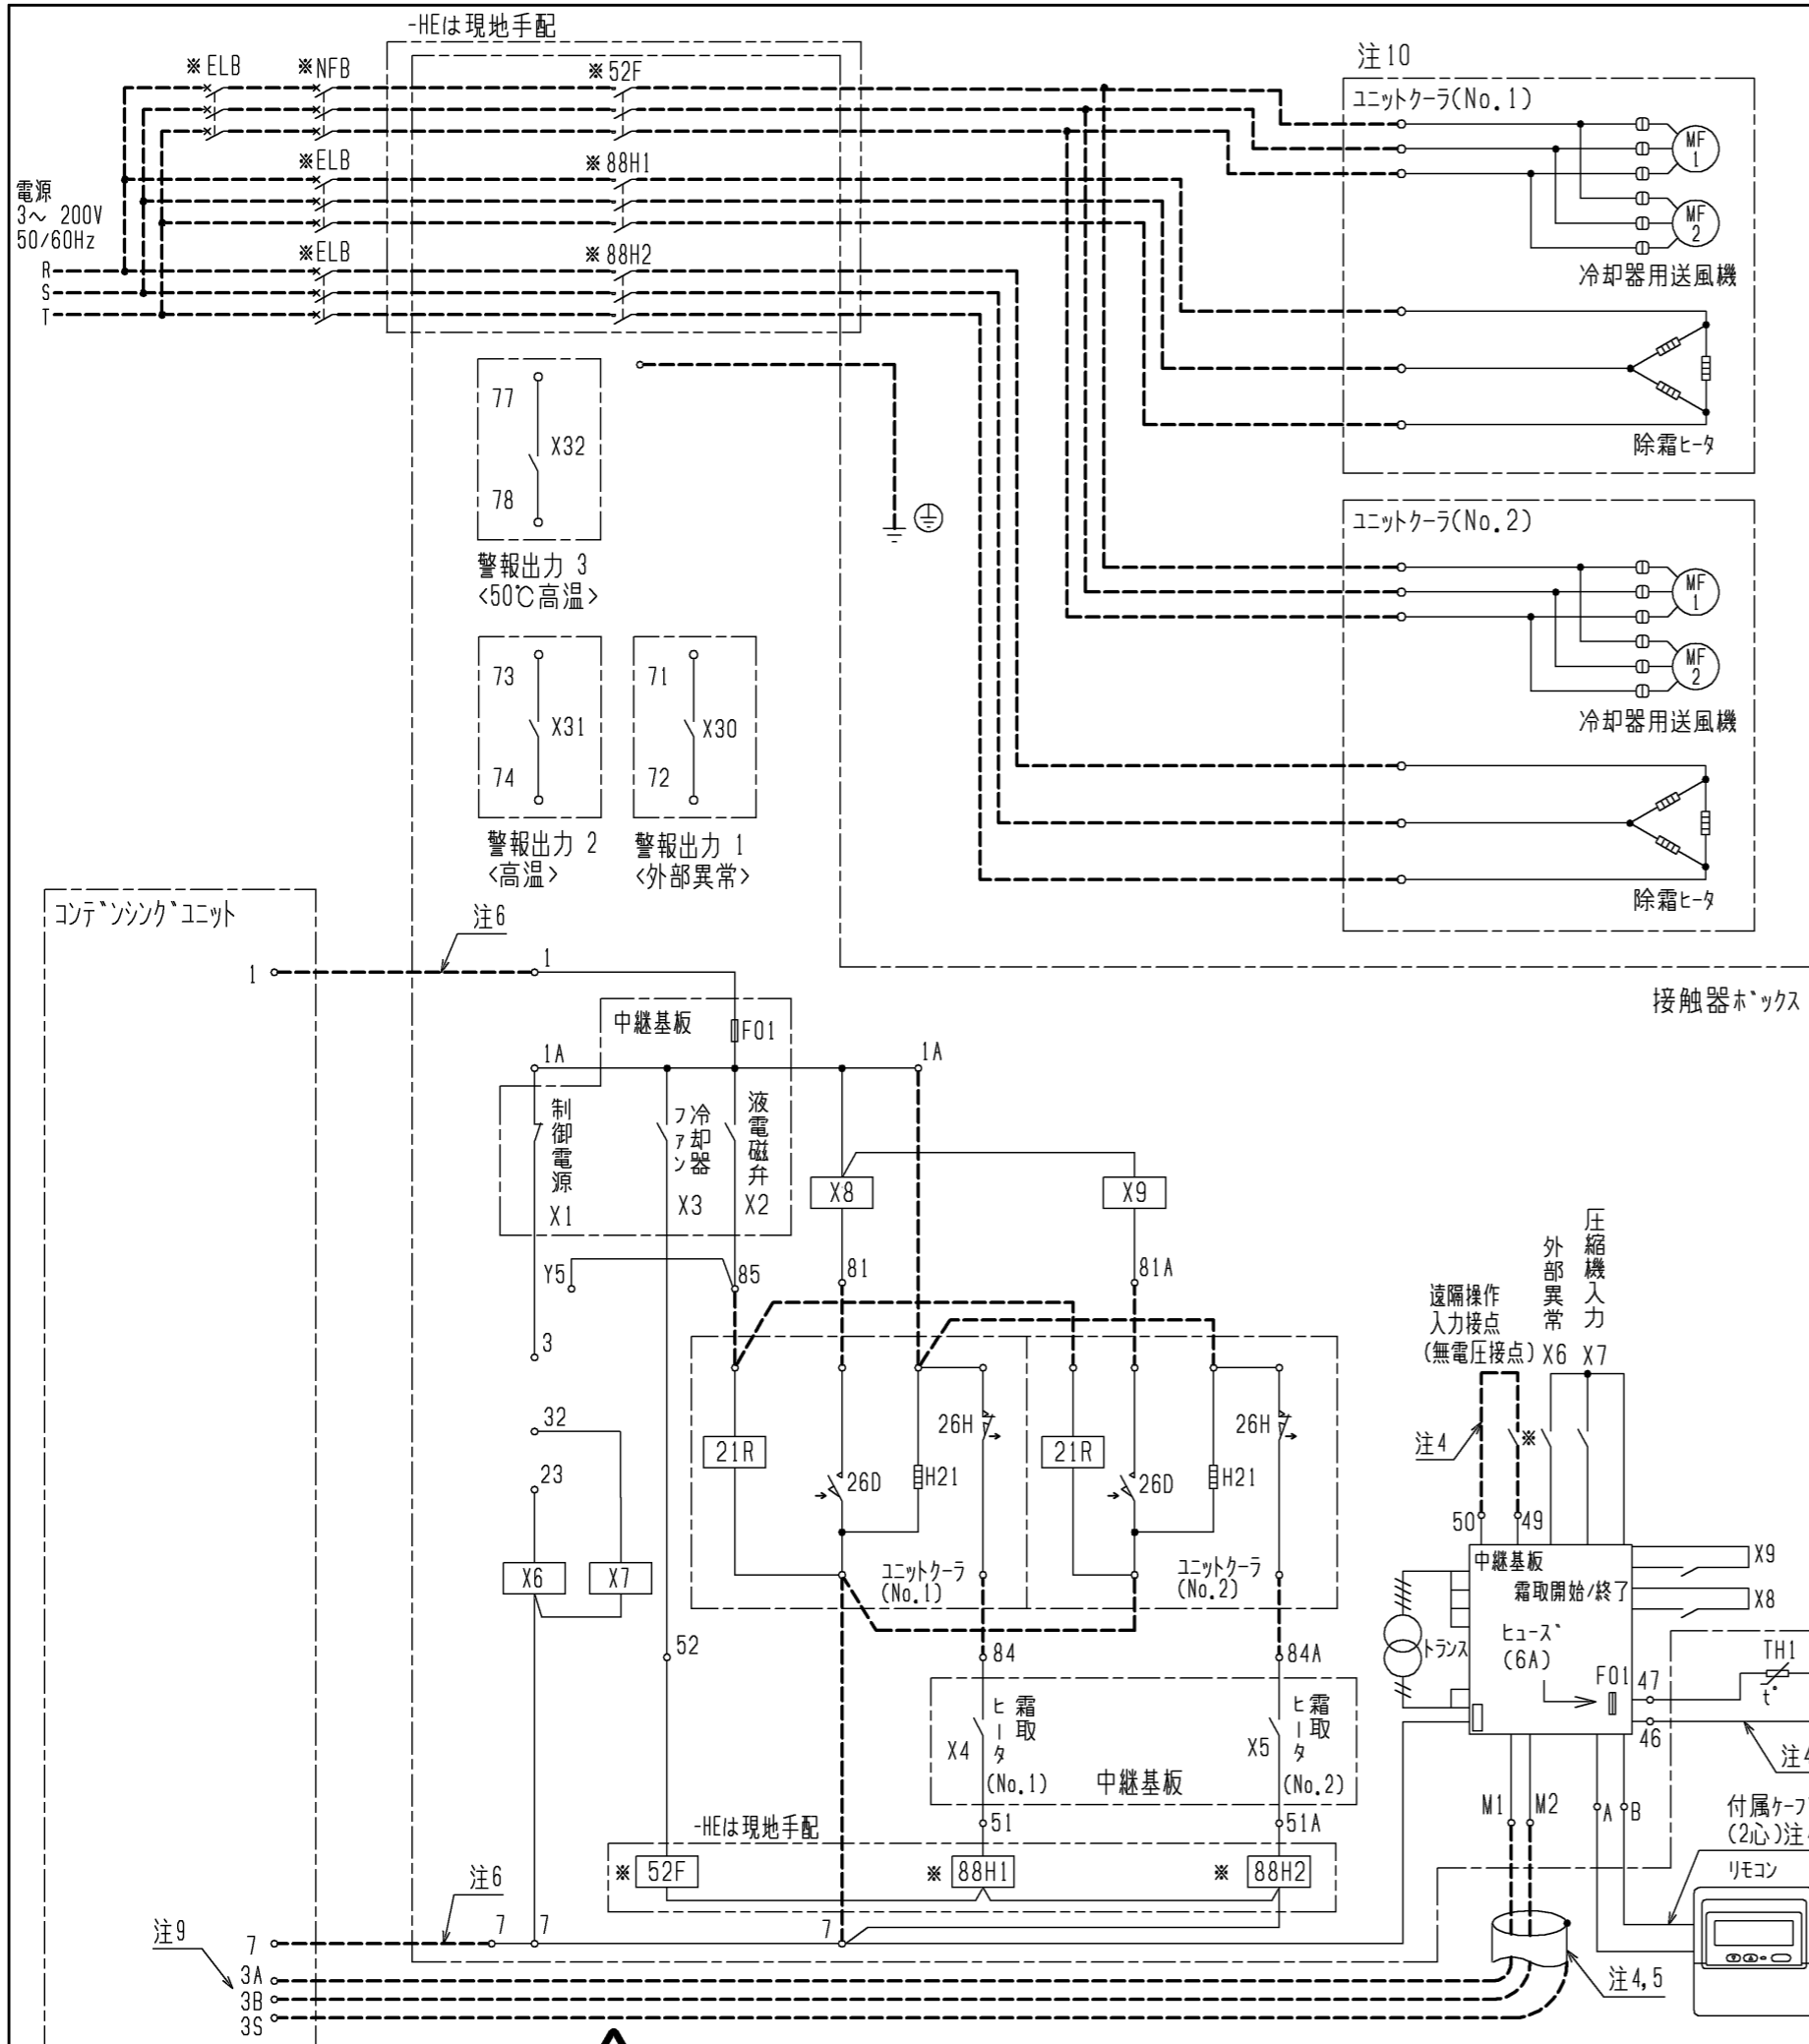 -HEは現地手配
※ELB
※NFB
※52F
注10
ユニットクーラ(No.1)
MF
1
※ELB
※88H1
電源
3～ 200V
50/60Hz
MF
2
※ELB
※88H2
R
S
T
冷却器用送風機
77
X32
78
除霜ヒータ
警報出力 3
<50℃高温>
ユニットクーラ(No.2)
MF
1
MF
2
73
X31
74
71
X30
72
冷却器用送風機
警報出力 2
<高温>
警報出力 1
<外部異常>
除霜ヒータ
コンデンシングユニット
注6
1
1
接触器ボックス
中継基板
F01
1A
1A
制御電源
X1
冷却器
ファン
X3
液電磁弁
X2
X8
X9
Y5
85
81
81A
3
外部異常
圧縮機入力
遠隔操作
入力接点
(無電圧接点)
X6
X7
32
23
21R
26D
H21
26H
21R
26D
H21
26H
注4
※
50
49
X6
X7
ユニットクーラ
(No.1)
ユニットクーラ
(No.2)
中継基板
霜取開始/終了
ヒューズ
(6A)
F01
X9
X8
トランス
TH1
t°
47
46
注4
52
84
84A
X4
霜取
ヒータ
(No.1)
中継基板
X5
霜取
ヒータ
(No.2)
51
51A
M1
M2
A
B
付属ケーブ
(2心)注
リモコン
-HEは現地手配
※
52F
※
88H1
※
88H2
注6
注9
7
7
7
7
3A
3B
3S
注4,5